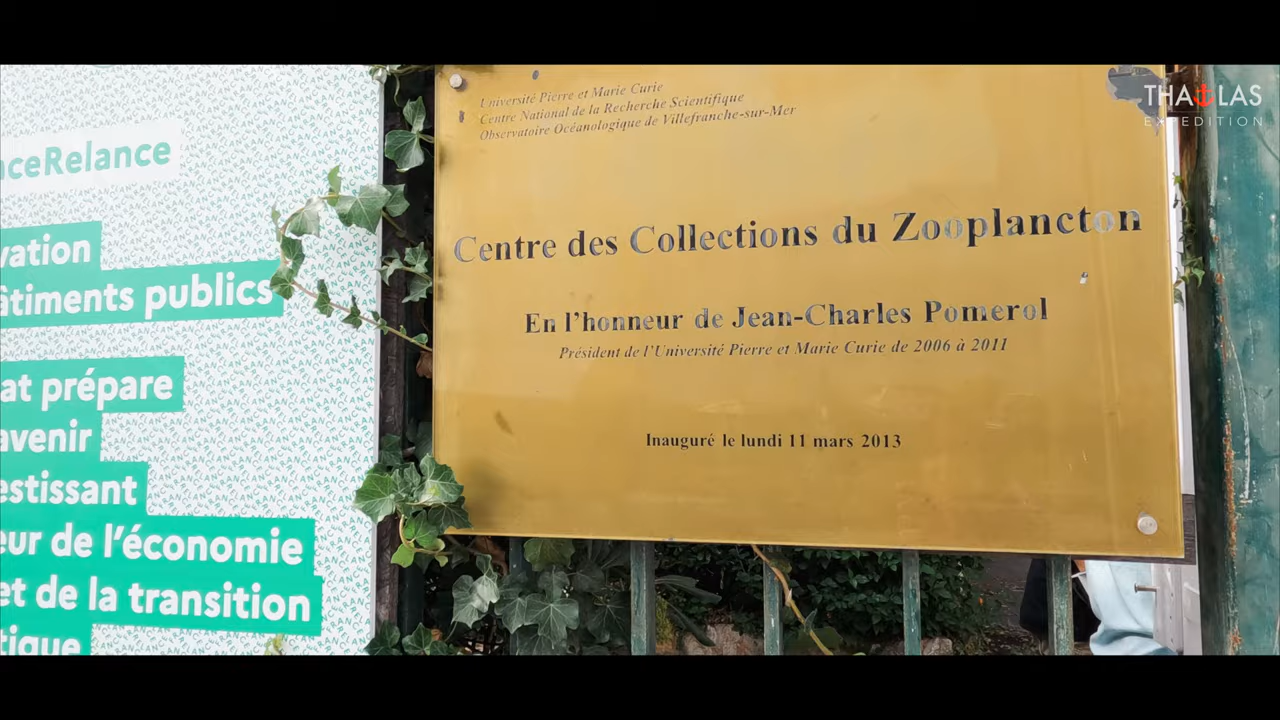 nceRelance
vation
âtiments publics
at prépare
avenir
estissant
eur de l'économie
et de la transition
tique
Université Pierre et Marie Curie
Centre National de la Recherche Scientifique
Observatoire Océanologique de Villefranche-sur-Mer
Centre des Collections du Zooplancton
En l'honneur de Jean-Charles Pomerol
Président de l'Université Pierre et Marie Curie de 2006 à 2011
Inauguré le lundi 11 mars 2013
THALAS
EXPEDITION